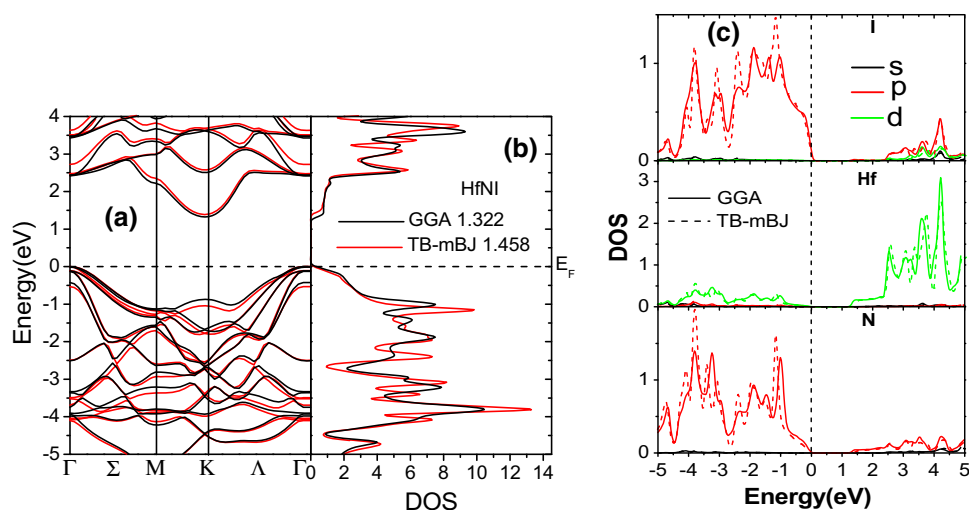 4
3
2
1
0
-1
-2
-3
-4
-5
Energy(eV)
(a)
Γ Σ M K Λ Γ
(b)
HfNI
GGA 1.322
TB-mBJ 1.458
E_F
0 2 4 6 8 10 12 14
DOS
(c)
I
s
p
d
1
0
Hf
GGA
TB-mBJ
3
2
1
0
DOS
N
1
0
-5 -4 -3 -2 -1 0 1 2 3 4 5
Energy(eV)